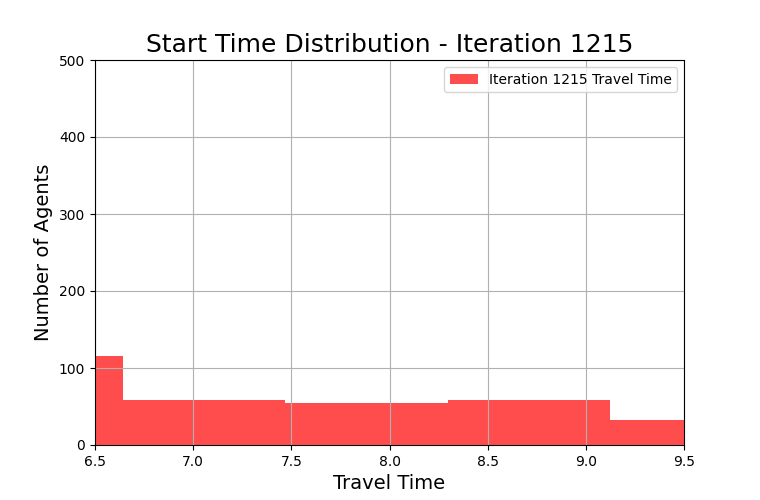 Start Time Distribution - Iteration 1215
Iteration 1215 Travel Time
Number of Agents
500
400
300
200
100
0
6.5 7.0 7.5 8.0 8.5 9.0 9.5
Travel Time